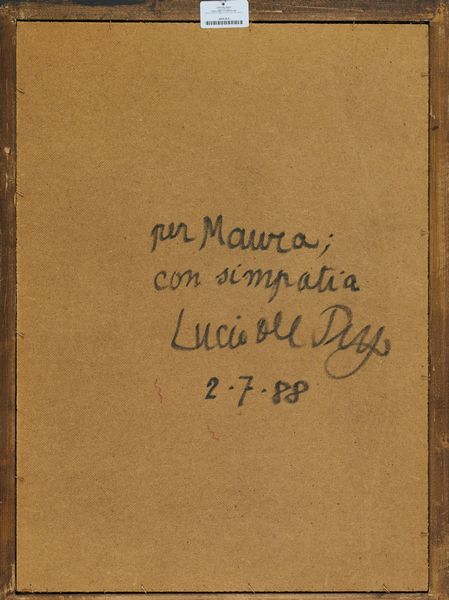 per Maura;
con simpatia
Lucio del Pezzo
2.7.88